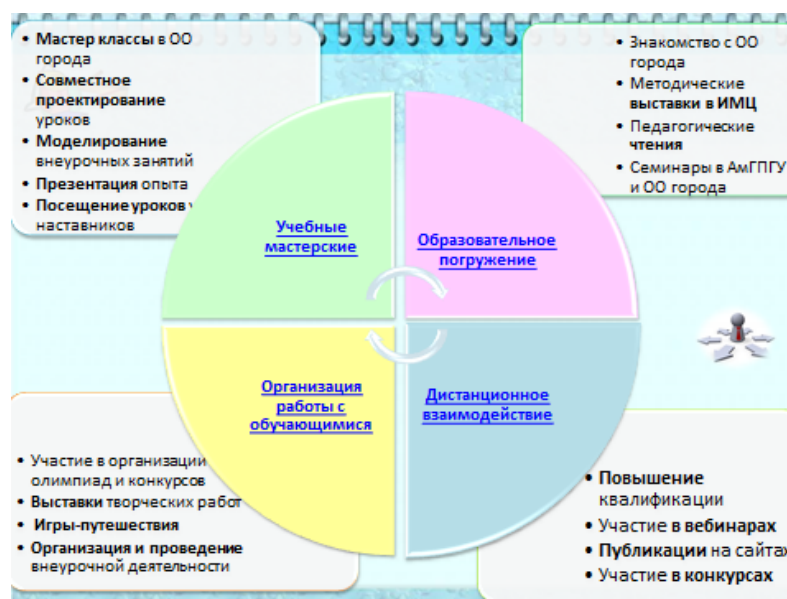 • Мастер классы в ОО
города
• Совместное
проектирование
уроков
• Моделирование
внеурочных занятий
• Презентация опыта
• Посещение уроков
наставников
• Знакомство с ОО
города
• Методические
выставки в ИМЦ
• Педагогические
чтения
• Семинары в АмГПГУ
и ОО города
Учебные
мастерские
Образовательное
погружение
Организация
работы с
обучающимися
Дистанционное
взаимодействие
• Участие в организации
олимпиад и конкурсов
• Выставки творческих работ
• Игры-путешествия
• Организация и проведение
внеурочной деятельности
• Повышение
квалификации
• Участие в вебинарах
• Публикации на сайтах
• Участие в конкурсах